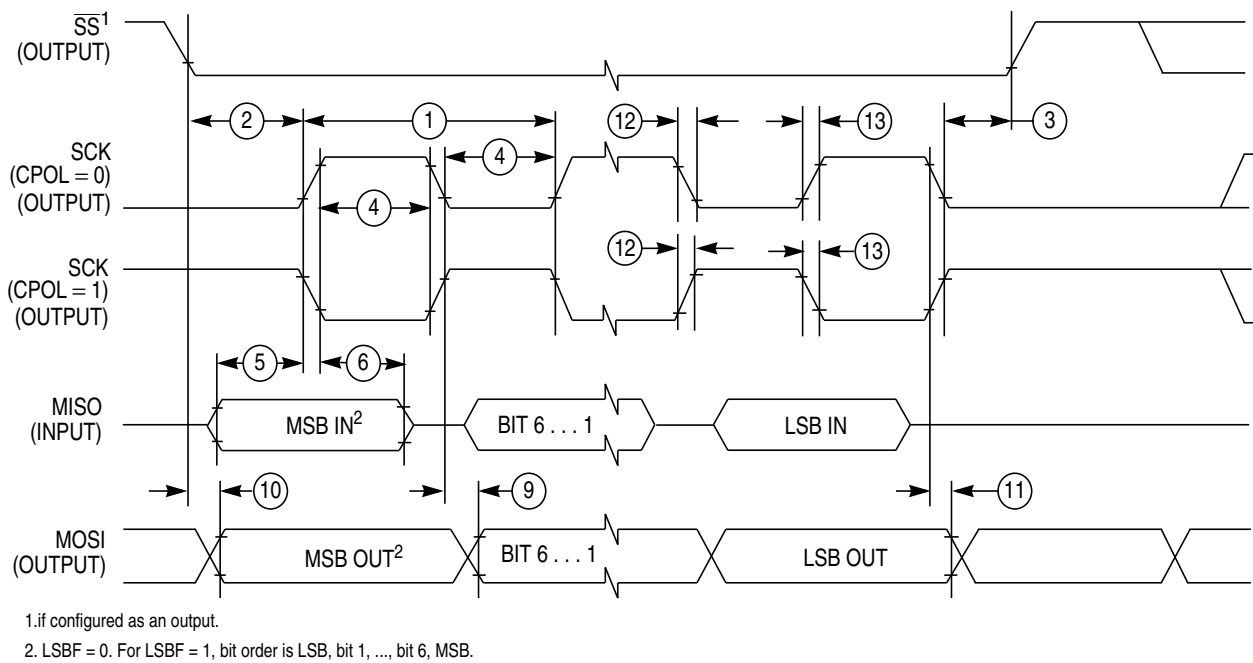 SS¹
(OUTPUT)
2
1
12
13
3
SCK
(CPOL = 0)
(OUTPUT)
4
4
12
13
SCK
(CPOL = 1)
(OUTPUT)
5
6
MISO
(INPUT)
MSB IN²
BIT 6 . . . 1
LSB IN
10
9
11
MOSI
(OUTPUT)
MSB OUT²
BIT 6 . . . 1
LSB OUT
1.if configured as an output.
2. LSBF = 0. For LSBF = 1, bit order is LSB, bit 1, ..., bit 6, MSB.